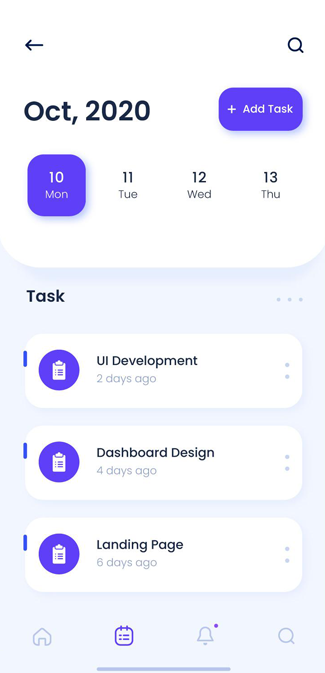 Oct, 2020
+ Add Task
10 11 12 13
Mon Tue Wed Thu
Task
UI Development
2 days ago
Dashboard Design
4 days ago
Landing Page
6 days ago